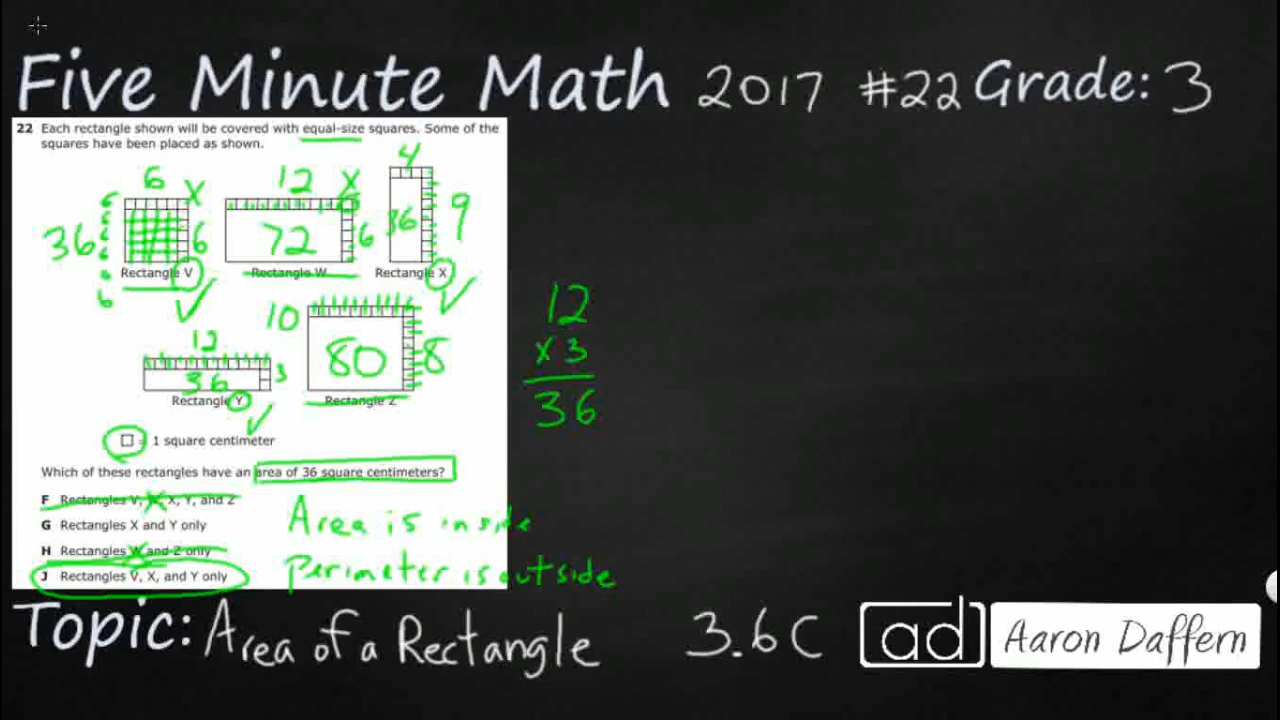 Five Minute Math 2017 #22 Grade: 3
22 Each rectangle shown will be covered with equal-size squares. Some of the
squares have been placed as shown.
6 X 12 X 4
36 6 6 6 6 72 6 36 9
Rectangle V Rectangle W Rectangle X
6
10 80 8
12
36 3
Rectangle Y Rectangle Z
12
x 3
36
□ = 1 square centimeter
Which of these rectangles have an area of 36 square centimeters?
F Rectangles V, W, X, Y, and Z
G Rectangles X and Y only
H Rectangles W and Z only
J Rectangles V, X, and Y only
Area is inside
Perimeter is outside
Topic: Area of a Rectangle 3.6C ad Aaron Daffern